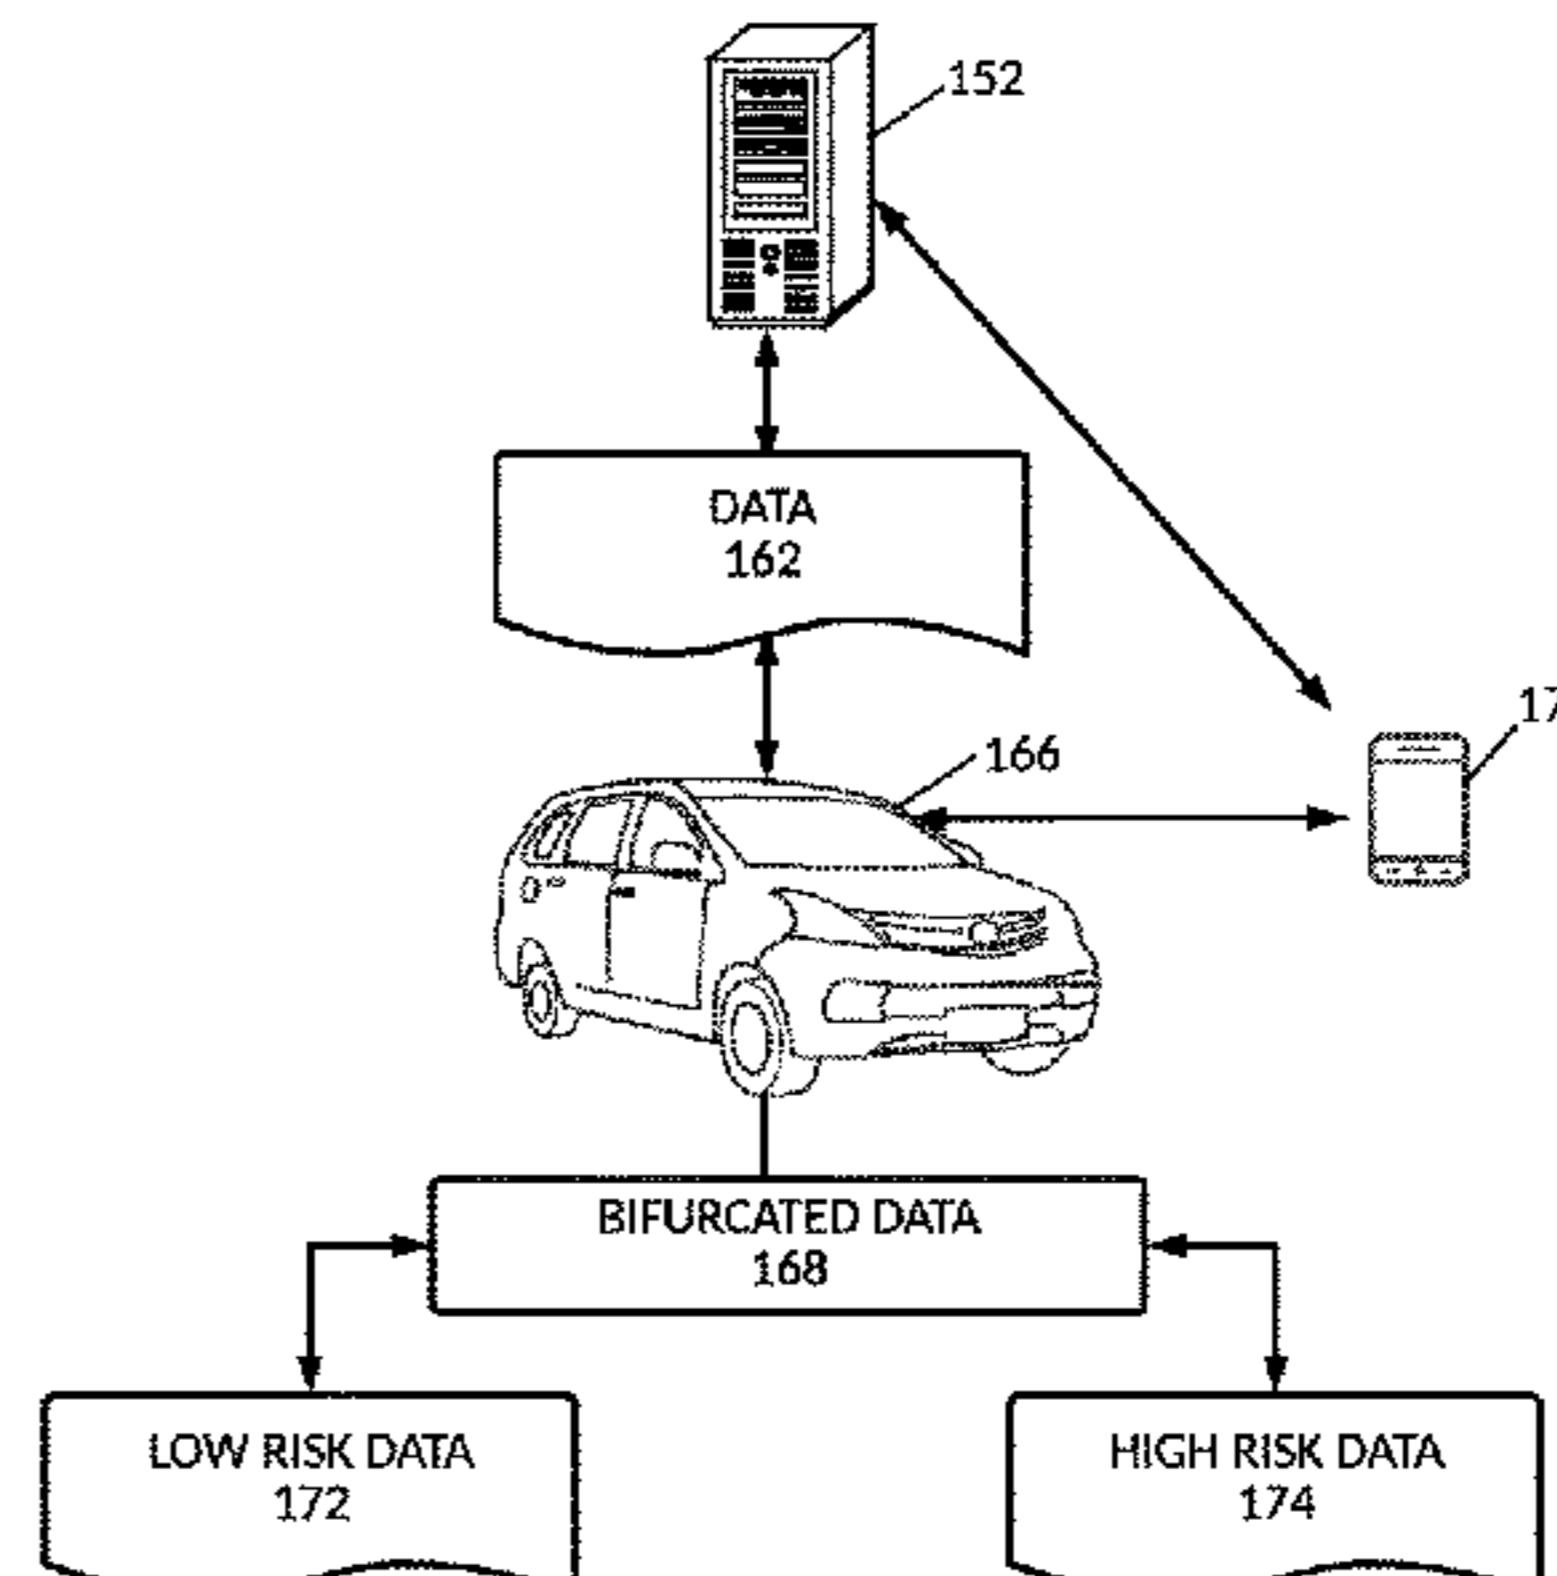 152
DATA
162
166
BIFURCATED DATA
168
LOW RISK DATA
172
HIGH RISK DATA
174